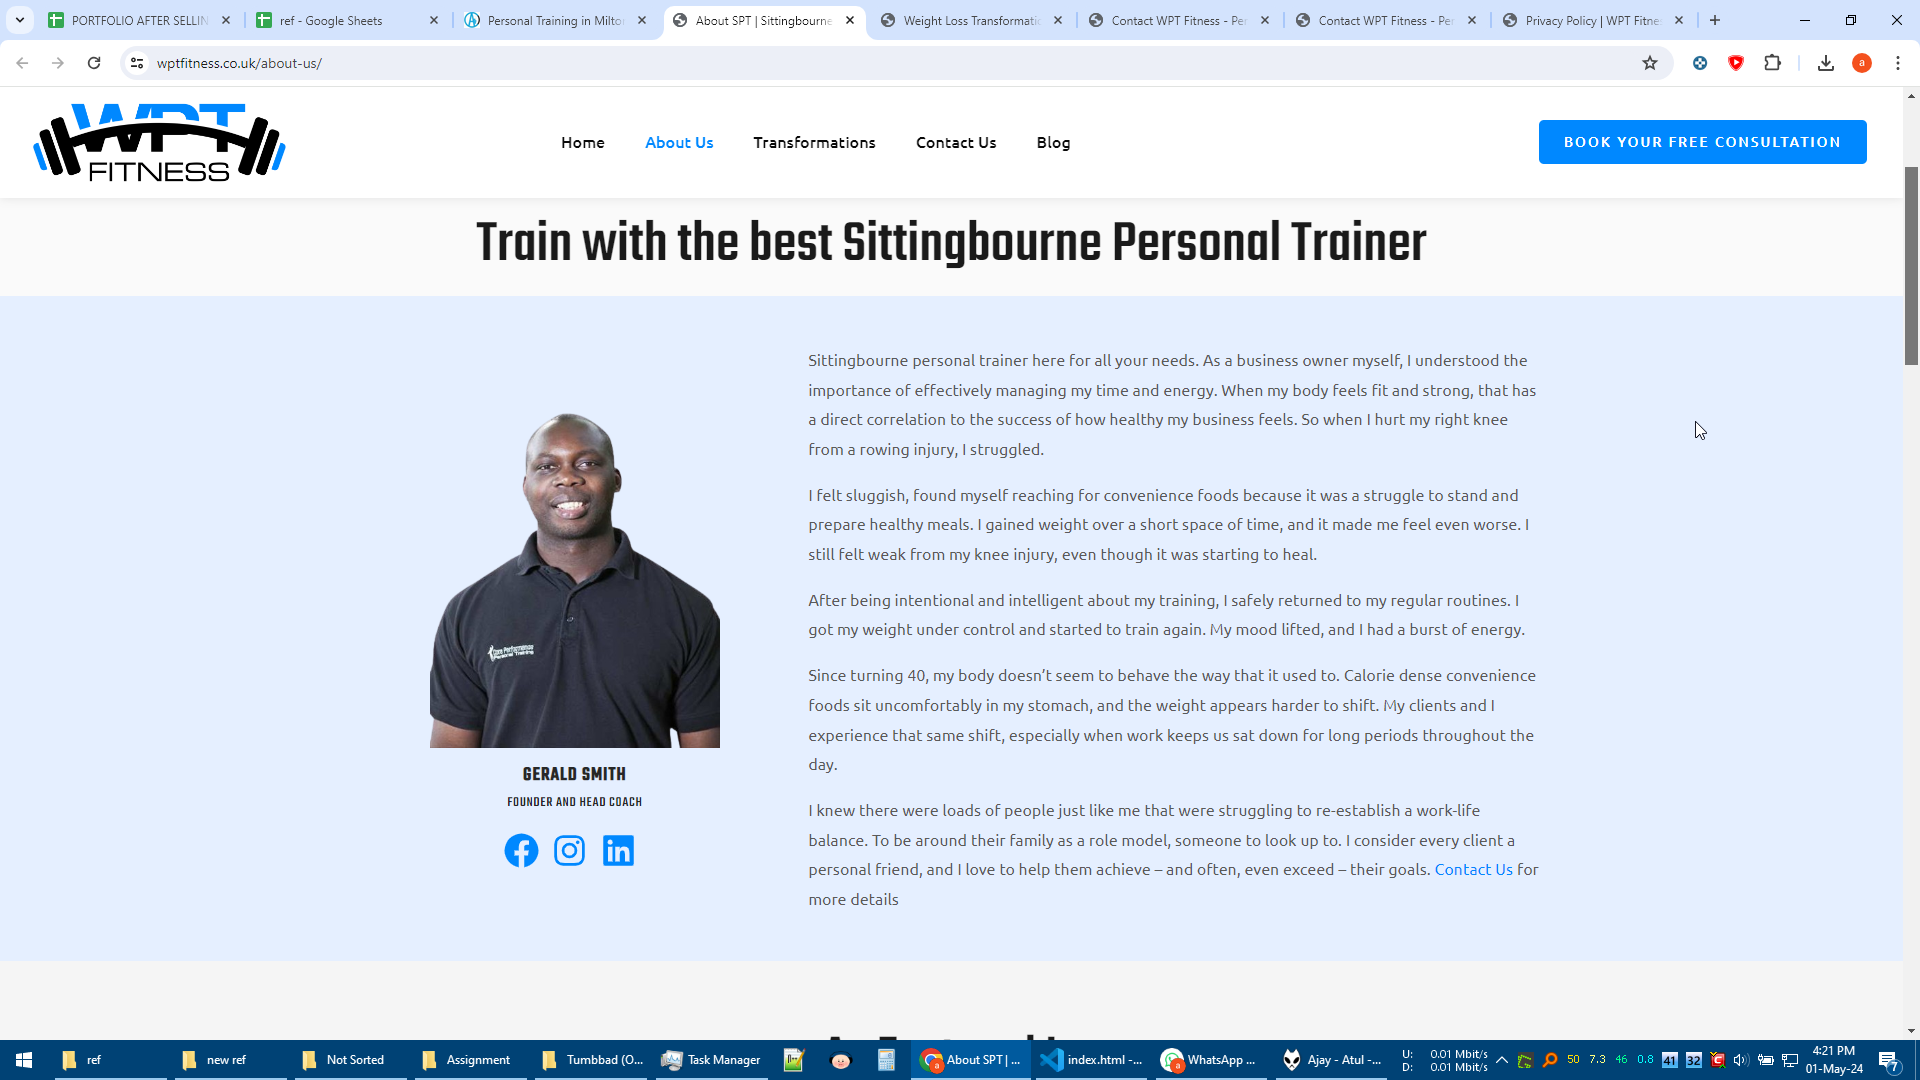 PORTFOLIO AFTER SELLIN
ref - Google Sheets
Personal Training in Milto
About SPT | Sittingbourne
Weight Loss Transformati
Contact WPT Fitness - Per
Contact WPT Fitness - Per
Privacy Policy | WPT Fitne
wptfitness.co.uk/about-us/
a
WPT
FITNESS
Home
About Us
Transformations
Contact Us
Blog
BOOK YOUR FREE CONSULTATION
Train with the best Sittingbourne Personal Trainer
Sittingbourne personal trainer here for all your needs. As a business owner myself, I understood the
importance of effectively managing my time and energy. When my body feels fit and strong, that has
a direct correlation to the success of how healthy my business feels. So when I hurt my right knee
from a rowing injury, I struggled.
I felt sluggish, found myself reaching for convenience foods because it was a struggle to stand and
prepare healthy meals. I gained weight over a short space of time, and it made me feel even worse. I
still felt weak from my knee injury, even though it was starting to heal.
After being intentional and intelligent about my training, I safely returned to my regular routines. I
got my weight under control and started to train again. My mood lifted, and I had a burst of energy.
Since turning 40, my body doesn’t seem to behave the way that it used to. Calorie dense convenience
foods sit uncomfortably in my stomach, and the weight appears harder to shift. My clients and I
experience that same shift, especially when work keeps us sat down for long periods throughout the
day.
I knew there were loads of people just like me that were struggling to re-establish a work-life
balance. To be around their family as a role model, someone to look up to. I consider every client a
personal friend, and I love to help them achieve – and often, even exceed – their goals. Contact Us for
more details
Core Performance
Personal Training
GERALD SMITH
FOUNDER AND HEAD COACH
ref
new ref
Not Sorted
Assignment
Tumbbad (O...
Task Manager
About SPT | ...
index.html -...
WhatsApp ...
Ajay - Atul -...
U: 0.01 Mbit/s
D: 0.01 Mbit/s
50 7.3 46 0.8 41 32
4:21 PM
01-May-24
7